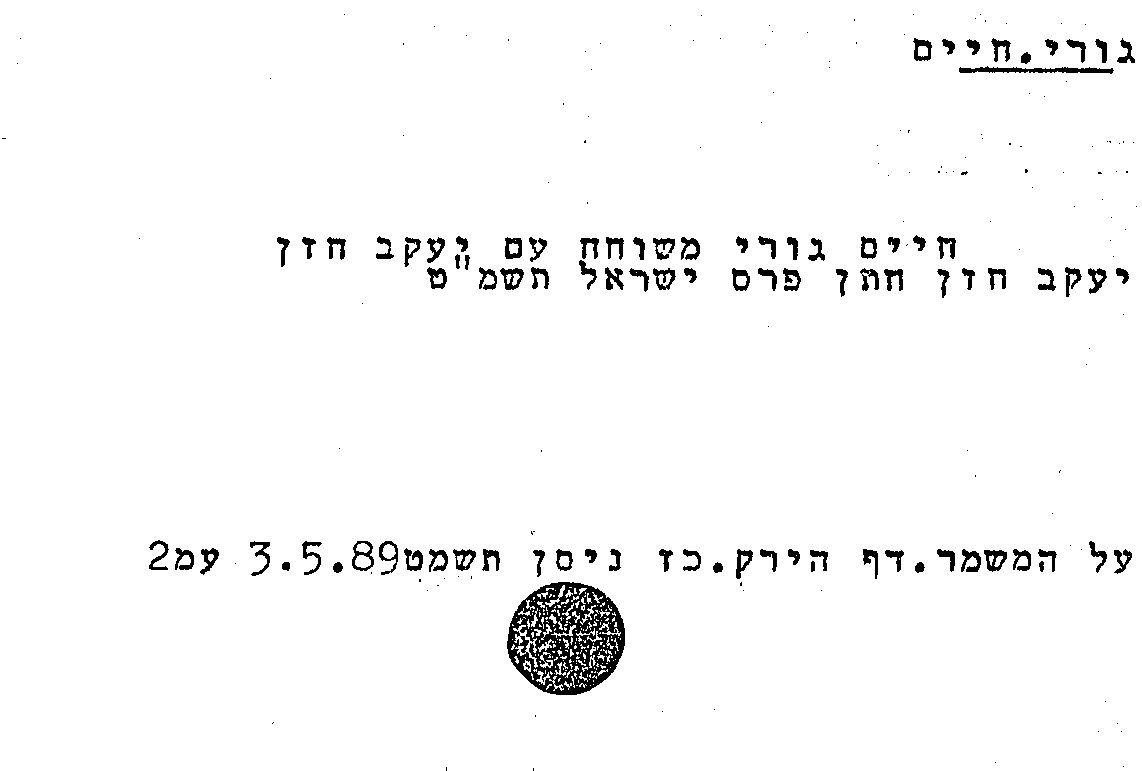 גורי.חיים
חיים גורי משוחח עם יעקב חזן
יעקב חזן חתן פרס ישראל תשמ"ט
על המשמר.דף הירק.כז ניסן תשמט3.5.89 עמ2